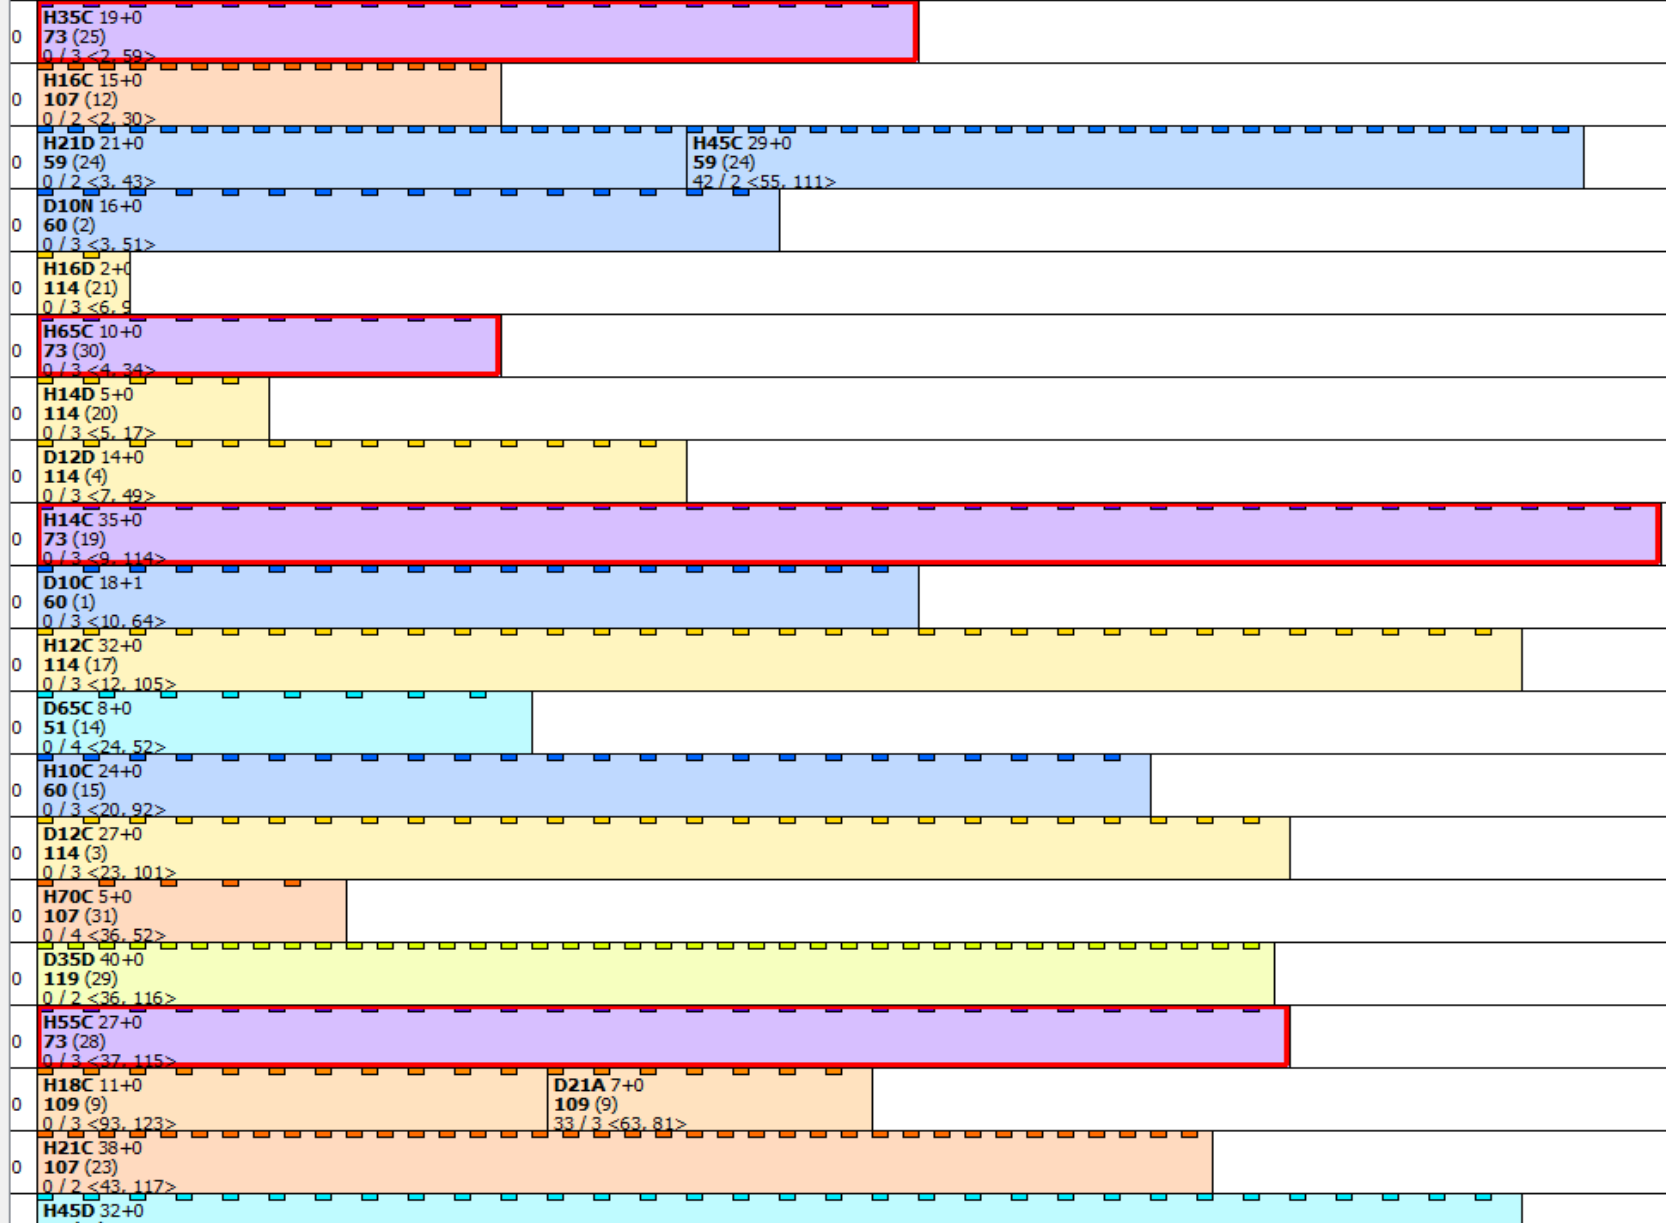 0
H35C 19+0
73 (25)
0 / 3 <2, 59>
0
H16C 15+0
107 (12)
0 / 2 <2, 30>
0
H21D 21+0
59 (24)
0 / 2 <3, 43>
H45C 29+0
59 (24)
42 / 2 <55, 111>
0
D10N 16+0
60 (2)
0 / 3 <3, 51>
0
H16D 2+0
114 (21)
0 / 3 <6, 9
0
H65C 10+0
73 (30)
0 / 3 <4, 34>
0
H14D 5+0
114 (20)
0 / 3 <5, 17>
0
D12D 14+0
114 (4)
0 / 3 <7, 49>
0
H14C 35+0
73 (19)
0 / 3 <9, 114>
0
D10C 18+1
60 (1)
0 / 3 <10, 64>
0
H12C 32+0
114 (17)
0 / 3 <12, 105>
0
D65C 8+0
51 (14)
0 / 4 <24, 52>
0
H10C 24+0
60 (15)
0 / 3 <20, 92>
0
D12C 27+0
114 (3)
0 / 3 <23, 101>
0
H70C 5+0
107 (31)
0 / 4 <36, 52>
0
D35D 40+0
119 (29)
0 / 2 <36, 116>
0
H55C 27+0
73 (28)
0 / 3 <37, 115>
0
H18C 11+0
109 (9)
0 / 3 <93, 123>
D21A 7+0
109 (9)
33 / 3 <63, 81>
0
H21C 38+0
107 (23)
0 / 2 <43, 117>
H45D 32+0